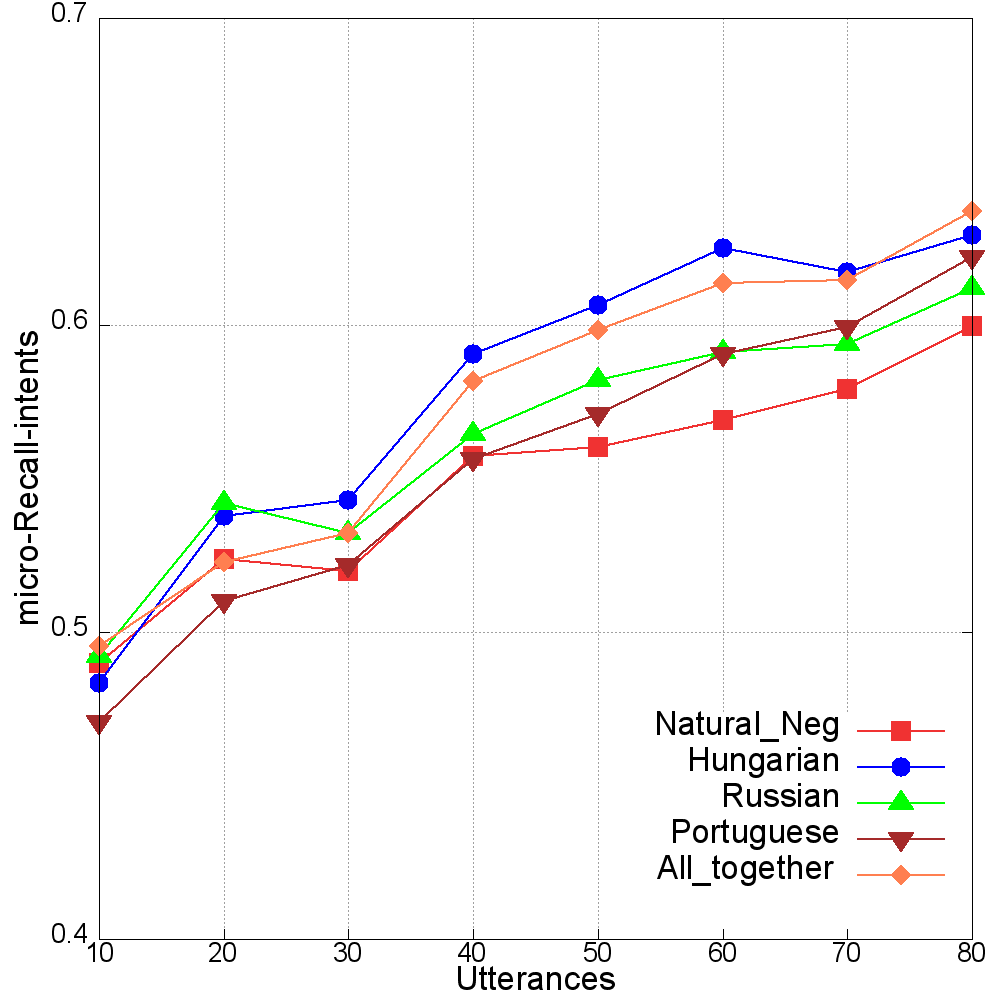 0.7
0.6
0.5
0.4
micro-Recall-intents
Natural_Neg
Hungarian
Russian
Portuguese
All_together
10 20 30 40 50 60 70 80
Utterances